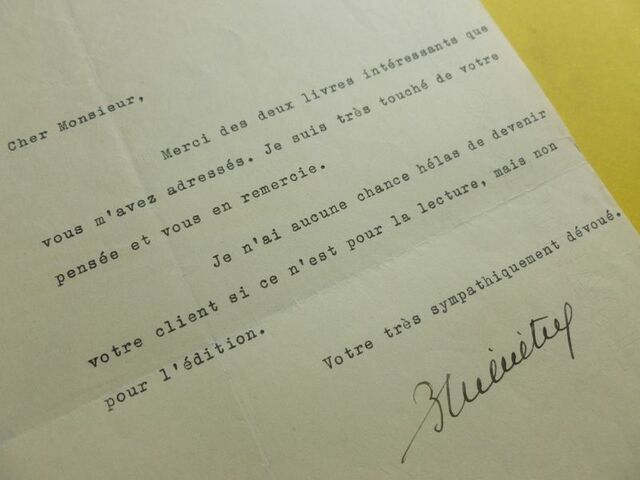 Cher Monsieur,
Merci des deux livres intéressants que
vous m'avez adressés. Je suis très touché de votre
pensée et vous en remercie.
Je n'ai aucune chance hélas de devenir
votre client si ce n'est pour la lecture, mais non
pour l'édition.
Votre très sympathiquement dévoué.